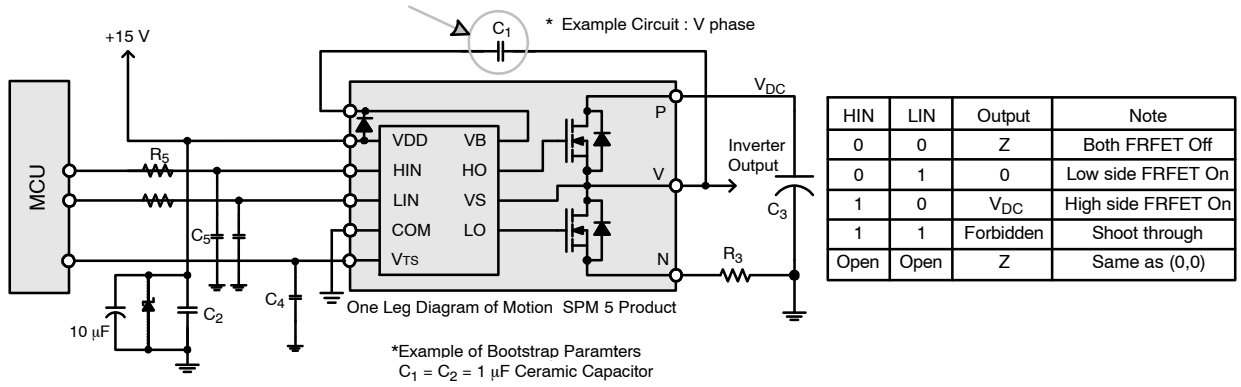 C1
* Example Circuit : V phase
+15 V
VDC
P
VDD VB
R5
HIN HO
Inverter
Output
V
MCU
LIN VS
C3
COM LO
C5
VTS
N
R3
C4
One Leg Diagram of Motion SPM 5 Product
10 μF
C2
*Example of Bootstrap Paramters
C1 = C2 = 1 μF Ceramic Capacitor
HIN LIN Output Note
0 0 Z Both FRFET Off
0 1 0 Low side FRFET On
1 0 VDC High side FRFET On
1 1 Forbidden Shoot through
Open Open Z Same as (0,0)